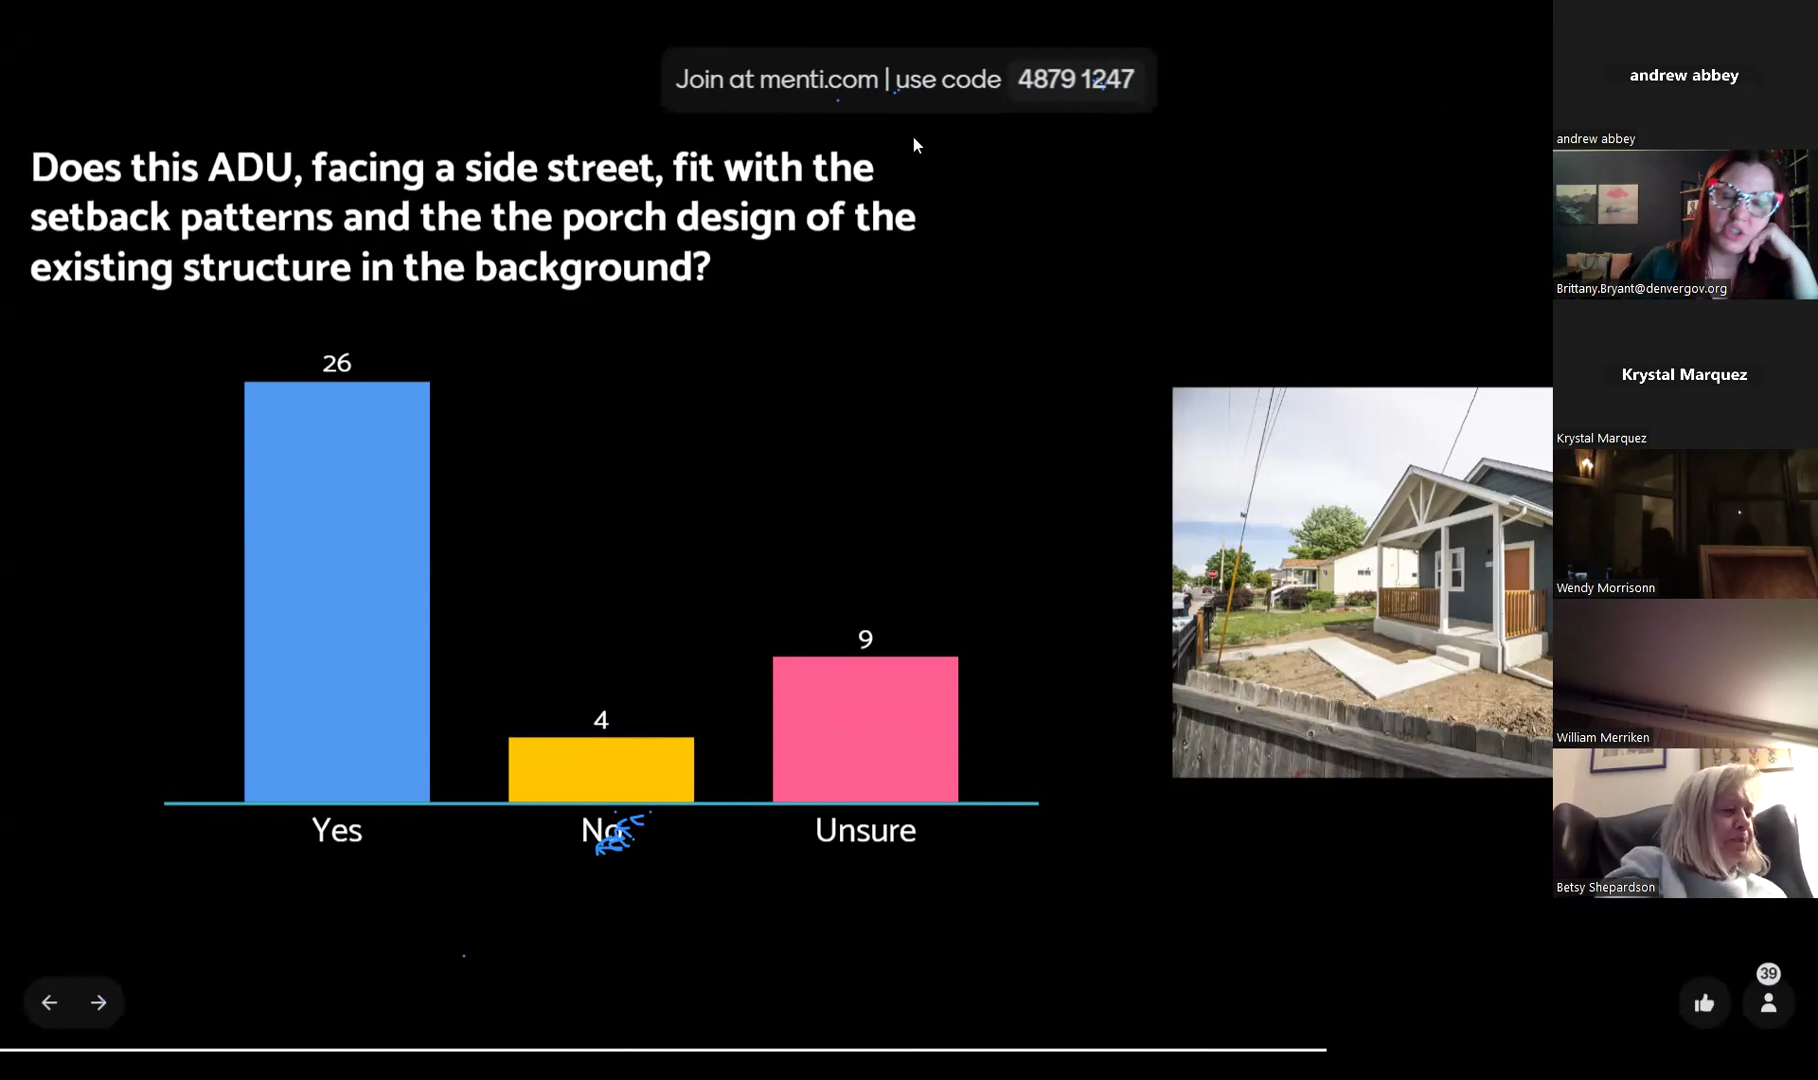 Join at menti.com | use code 4879 1247
Does this ADU, facing a side street, fit with the
setback patterns and the the porch design of the
existing structure in the background?
26
4
9
Yes
No
Unsure
andrew abbey
andrew abbey
Brittany.Bryant@denvergov.org
Krystal Marquez
Krystal Marquez
Wendy Morrisonn
William Merriken
Betsy Shepardson
39